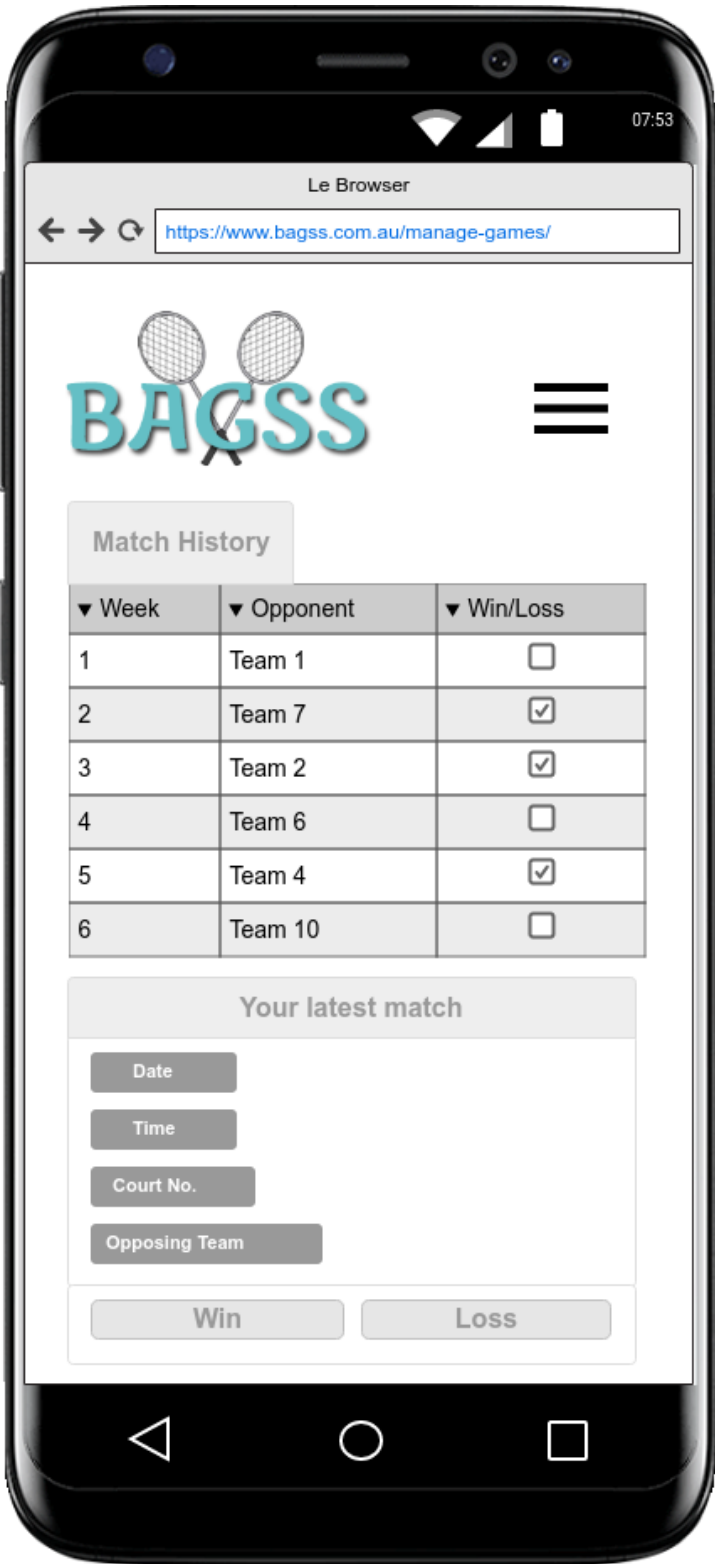 07:53
Le Browser
https://www.bagss.com.au/manage-games/
BAGSS
Match History
Week Opponent Win/Loss
1 Team 1
2 Team 7
3 Team 2
4 Team 6
5 Team 4
6 Team 10
Your latest match
Date
Time
Court No.
Opposing Team
Win Loss